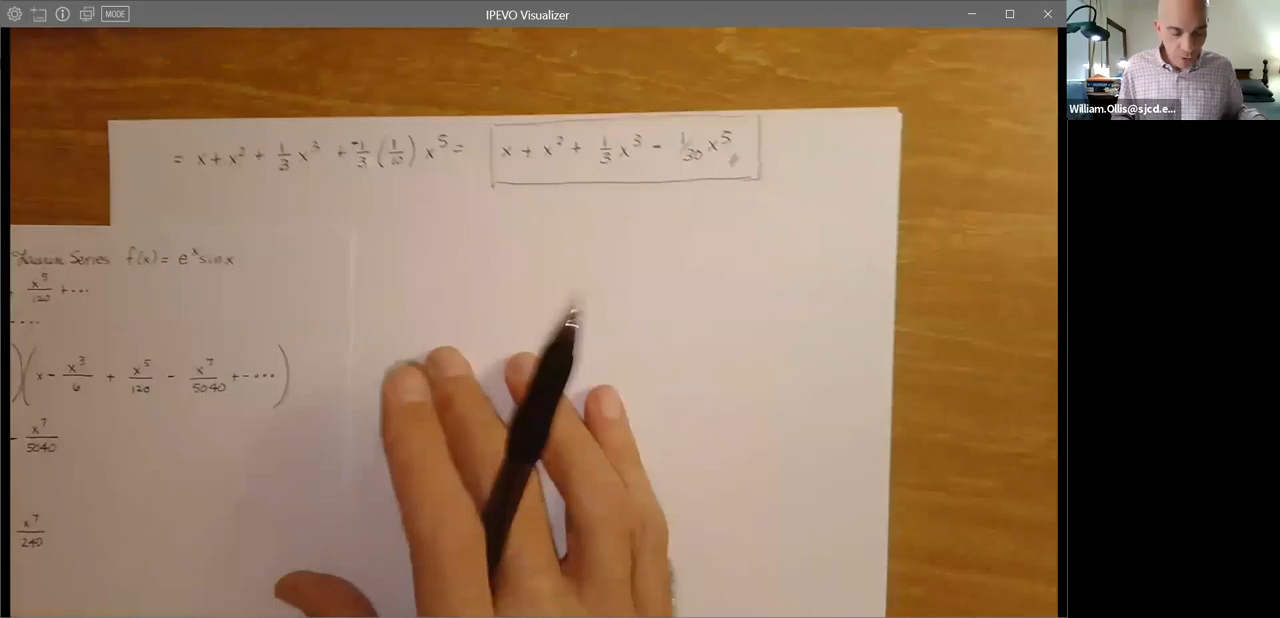 MODE
IPEVO Visualizer
William.Ollis@sjcd.e...
= x + x² + 1/3 x³ + -1/3 (1/10) x⁵ = x + x² + 1/3 x³ - 1/30 x⁵
Series f(x) = eˣ sin x
x⁵/120 + ...
....
)(x - x³/6 + x⁵/120 - x⁷/5040 + - ....)
- x⁷/5040
x⁷/240